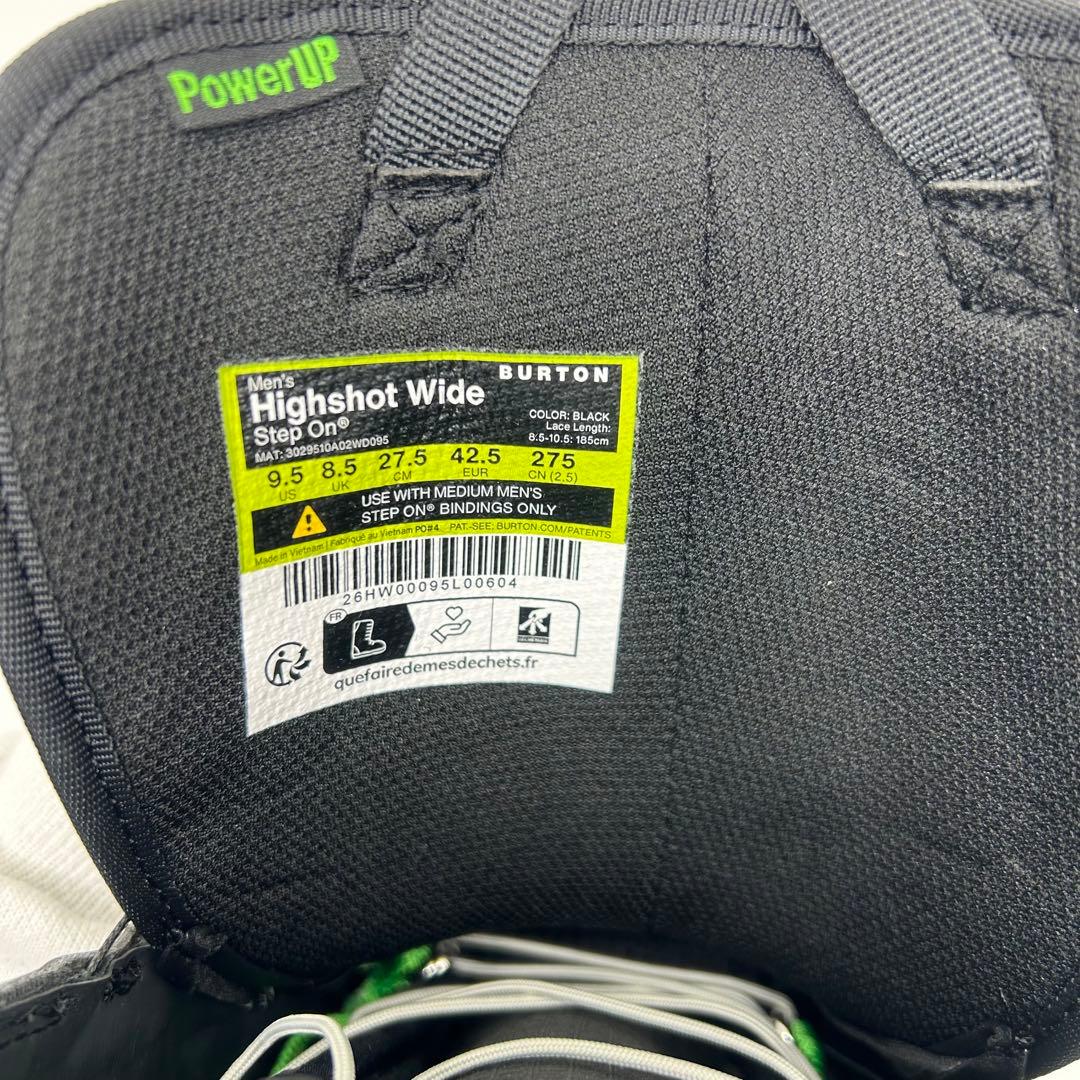 PowerUP
BURTON
Men's
Highshot Wide
Step On®
MAT: 3029510A02WD095
COLOR: BLACK
Lace Length:
8.5-10.5: 185cm
9.5 8.5 27.5 42.5 275
US UK CM EUR CN (2.5)
USE WITH MEDIUM MEN'S
STEP ON® BINDINGS ONLY
Made in Vietnam | Fabriqué au Vietnam PO#4 PAT.-SEE; BURTON.COM/PATENTS
26HW00095L00604
FR
quefairedemesdechets.fr